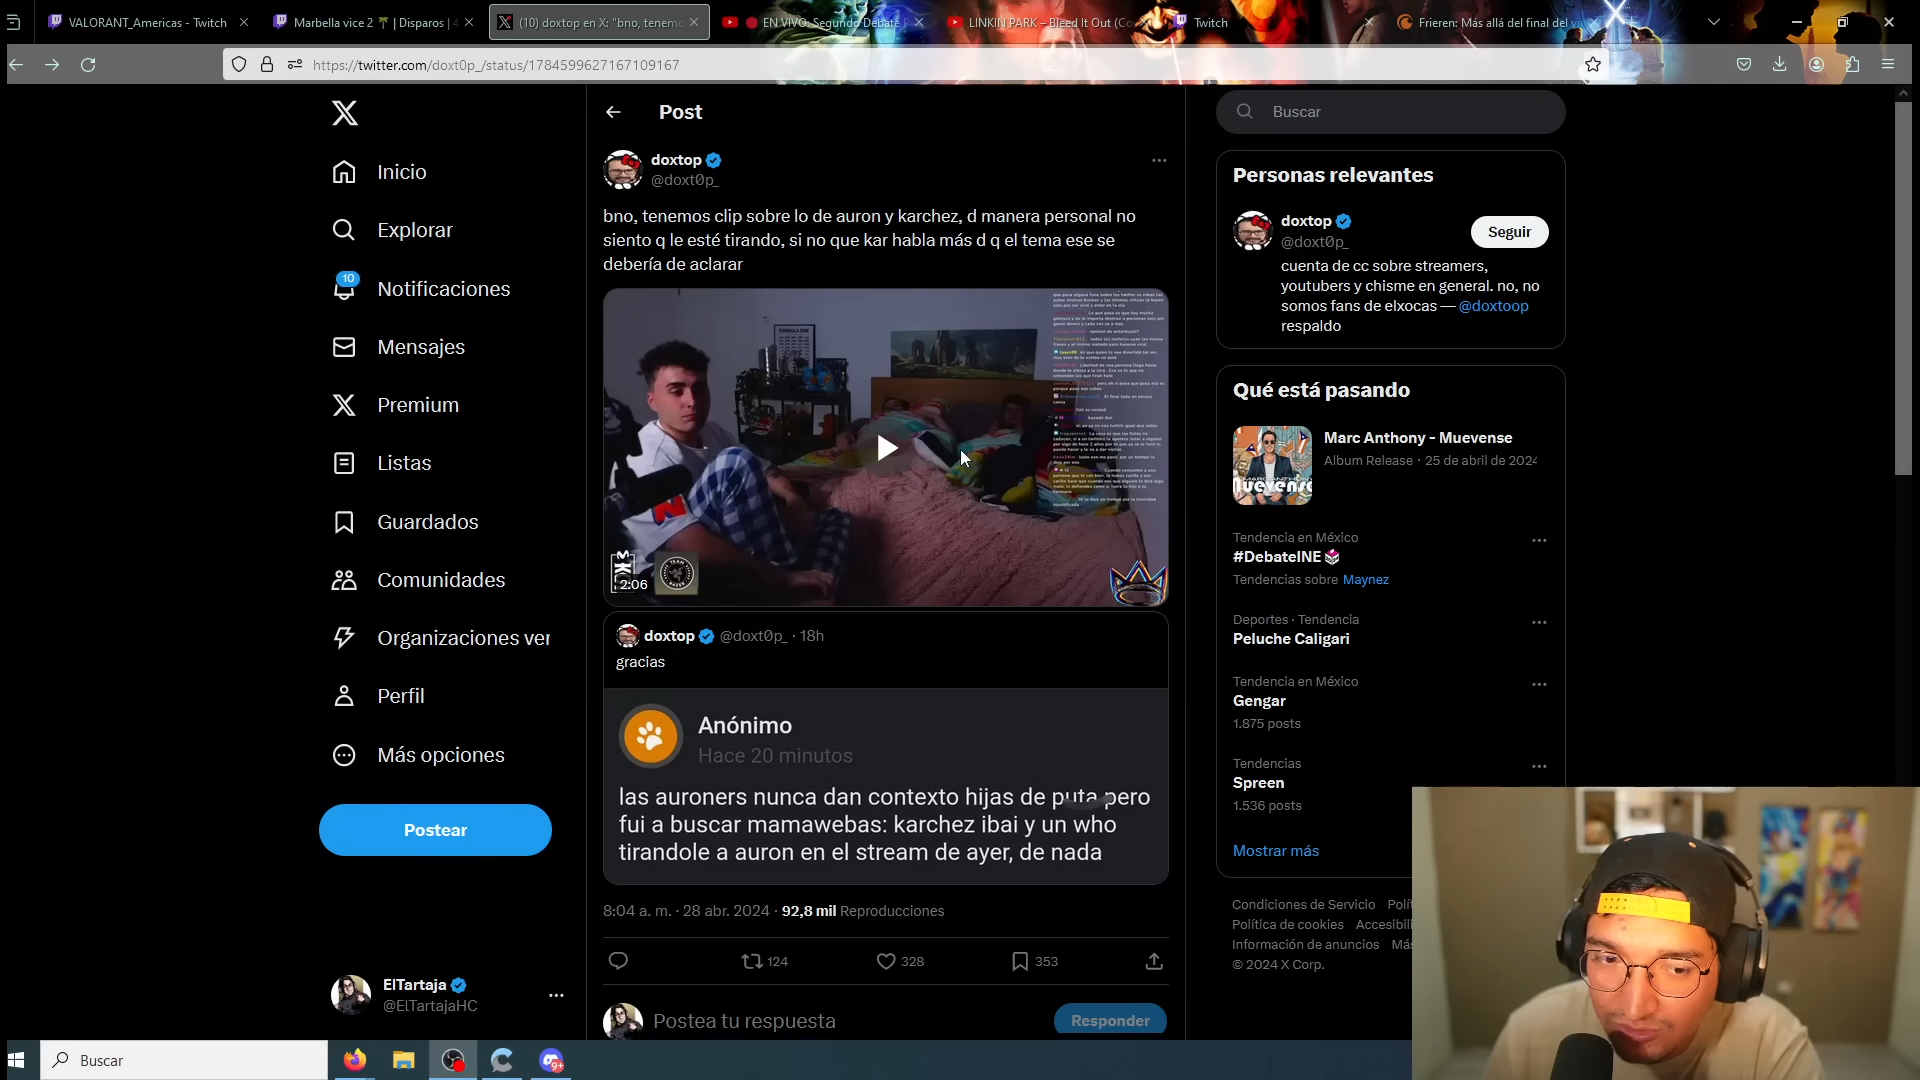 VALORANT_Americas - Twitch
Marbella vice 2 🌴 | Disparos | 4
(10) doxtop en X: "bno, tenemo
EN VIVO: Segundo Debate
LINKIN PARK – Bleed It Out (Co
Twitch
Frieren: Más allá del final del vi
https://twitter.com/doxt0p_/status/1784599627167109167
Inicio
Explorar
10
Notificaciones
Mensajes
Premium
Listas
Guardados
Comunidades
Organizaciones ver
Perfil
Más opciones
Postear
ElTartaja
@ElTartajaHC
Post
doxtop
@doxt0p_
bno, tenemos clip sobre lo de auron y karchez, d manera personal no
siento q le esté tirando, si no que kar habla más d q el tema ese se
debería de aclarar
FORMULA ONE
2:06
doxtop @doxt0p_ · 18h
gracias
Anónimo
Hace 20 minutos
las auroners nunca dan contexto hijas de puta pero
fui a buscar mamawebas: karchez ibai y un who
tirandole a auron en el stream de ayer, de nada
8:04 a. m. · 28 abr. 2024 · 92,8 mil Reproducciones
124
328
353
Postea tu respuesta
Responder
Buscar
Personas relevantes
doxtop
@doxt0p_
Seguir
cuenta de cc sobre streamers,
youtubers y chisme en general. no, no
somos fans de elxocas — @doxtoop
respaldo
Qué está pasando
Marc Anthony - Muevense
Album Release · 25 de abril de 2024
Tendencia en México
#DebateINE
Tendencias sobre Maynez
Deportes · Tendencia
Peluche Caligari
Tendencia en México
Gengar
1.875 posts
Tendencias
Spreen
1.536 posts
Mostrar más
Condiciones de Servicio
Política de cookies
Información de anuncios
© 2024 X Corp.
Buscar
9+